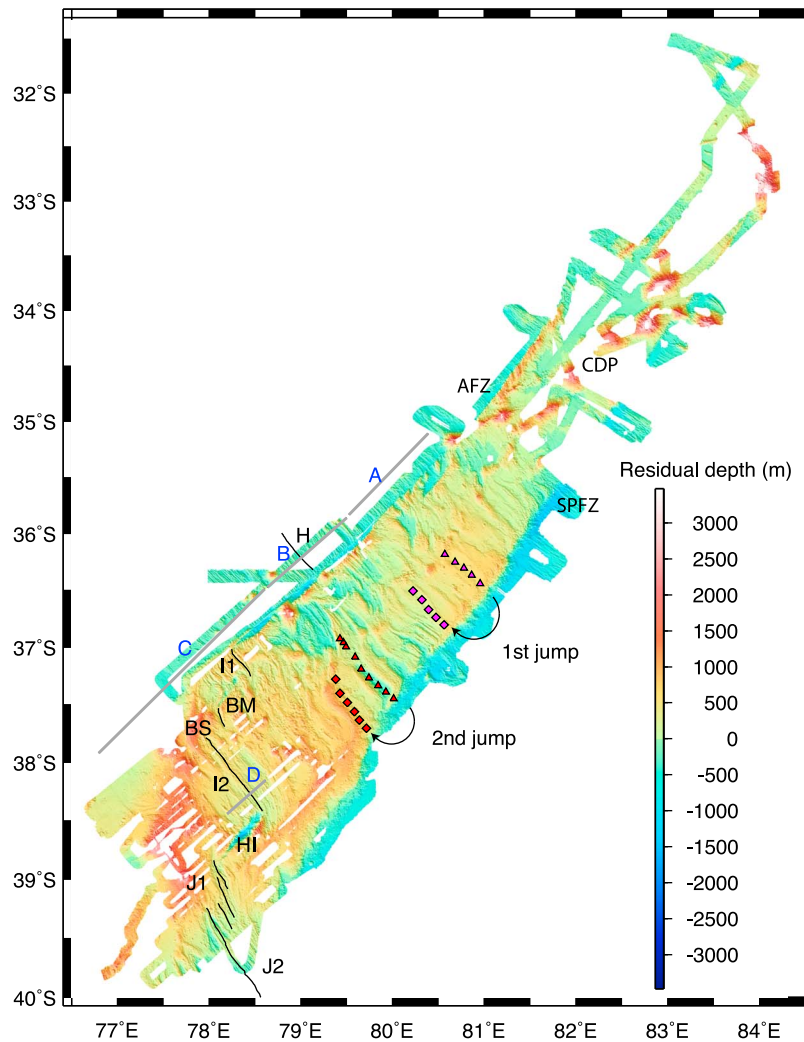 32°S
33°S
34°S
35°S
36°S
37°S
38°S
39°S
40°S
77°E
78°E
79°E
80°E
81°E
82°E
83°E
84°E
CDP
AFZ
A
SPFZ
H
B
C
1st jump
I1
BM
BS
2nd jump
D
I2
HI
J1
J2
Residual depth (m)
3000
2500
2000
1500
1000
500
0
-500
-1000
-1500
-2000
-2500
-3000